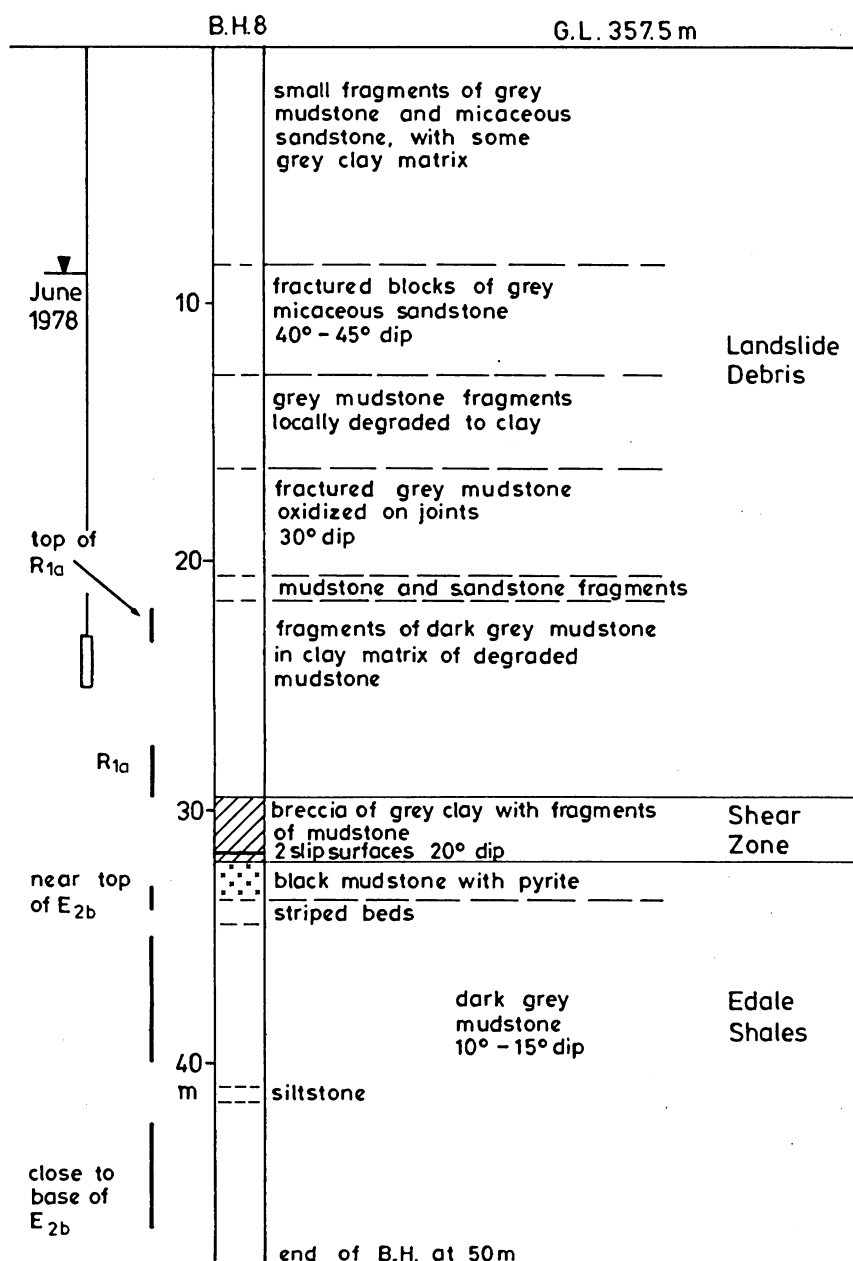 B.H.8
G.L. 357.5 m
small fragments of grey
mudstone and micaceous
sandstone, with some
grey clay matrix
June
1978
10
fractured blocks of grey
micaceous sandstone
40° - 45° dip
Landslide
Debris
grey mudstone fragments
locally degraded to clay
fractured grey mudstone
oxidized on joints
30° dip
top of
R1a
20
mudstone and sandstone fragments
fragments of dark grey mudstone
in clay matrix of degraded
mudstone
R1a
30
breccia of grey clay with fragments
of mudstone
2 slip surfaces 20° dip
Shear
Zone
near top
of E2b
black mudstone with pyrite
striped beds
dark grey
mudstone
10° - 15° dip
Edale
Shales
40
m
siltstone
close to
base of
E2b
end of B.H. at 50m